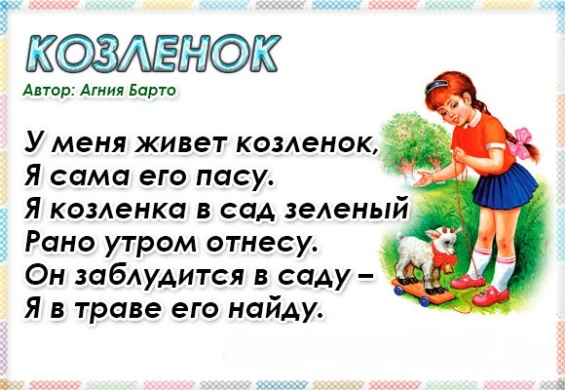 КОЗЛЕНОК
Автор: Агния Барто
У меня живет козленок,
Я сама его пасу.
Я козленка в сад зеленый
Рано утром отнесу.
Он заблудится в саду –
Я в траве его найду.